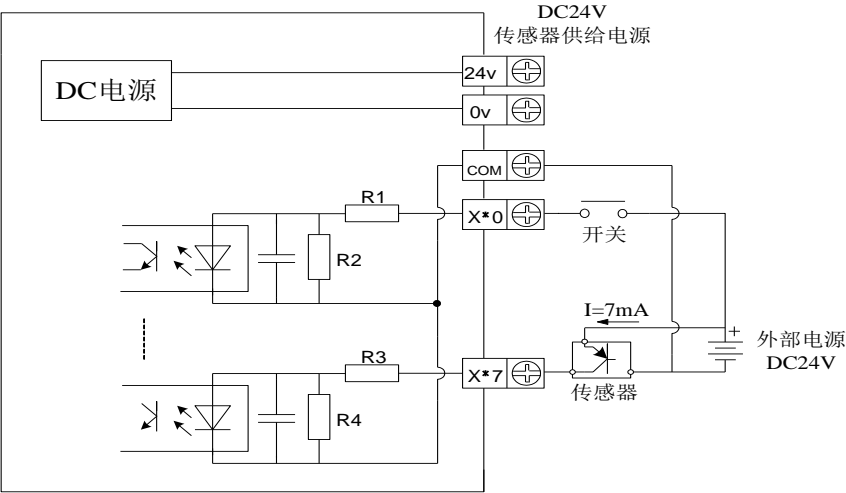 DC24V
传感器供给电源
24v
DC电源
0v
COM
R1
X*0
开关
R2
I=7mA
+
外部电源
DC24V
R3
X*7
传感器
R4